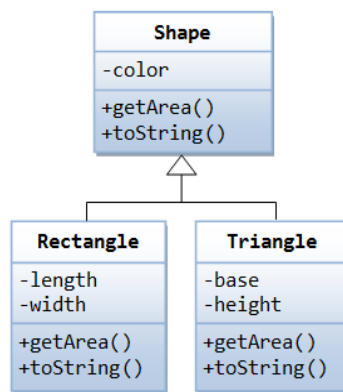 Shape
-color
+getArea()
+toString()
Rectangle
-length
-width
+getArea()
+toString()
Triangle
-base
-height
+getArea()
+toString()